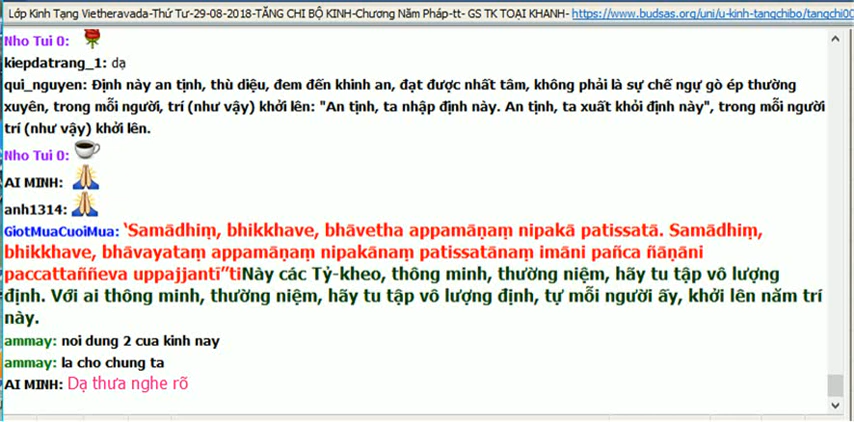 Lớp Kinh Tạng Vietheravada-Thứ Tư-29-08-2018-TĂNG CHI BỘ KINH-Chương Năm Pháp-tt- GS TK TOẠI KHANH- https://www.budsas.org/uni/u-kinh-tangchibo/tangchi00
Nho Tui 0:
kiepdatrang_1: dạ
qui_nguyen: Định này an tịnh, thù diệu, đem đến khinh an, đạt được nhất tâm, không phải là sự chế ngự gò ép thường
xuyên, trong mỗi người, trí (như vậy) khởi lên: "An tịnh, ta nhập định này. An tịnh, ta xuất khỏi định này", trong mỗi người
trí (như vậy) khởi lên.
Nho Tui 0:
AI MINH:
anh1314:
GiotMuaCuoiMua: ‘Samādhiṃ, bhikkhave, bhāvetha appamāṇaṃ nipakā patissatā. Samādhiṃ,
bhikkhave, bhāvayataṃ appamāṇaṃ nipakānaṃ patissatānaṃ imāni pañca ñāṇāni
paccattaññeva uppajjantī”tiNày các Tỷ-kheo, thông minh, thường niệm, hãy tu tập vô lượng
định. Với ai thông minh, thường niệm, hãy tu tập vô lượng định, tự mỗi người ấy, khởi lên năm trí
này.
ammay: noi dung 2 cua kinh nay
ammay: la cho chung ta
AI MINH: Dạ thưa nghe rõ